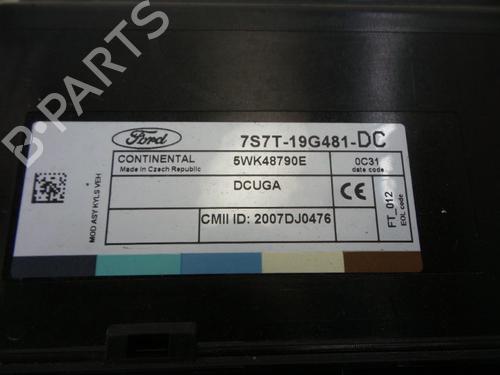 B-PARTS
Ford
7S7T-19G481-DC
CONTINENTAL
Made in Czech Republic
5WK48790E
0C31
date code
DCUGA
CMII ID: 2007DJ0476
CE
FT_012
EOL code
MOD ASY KYLS VEH